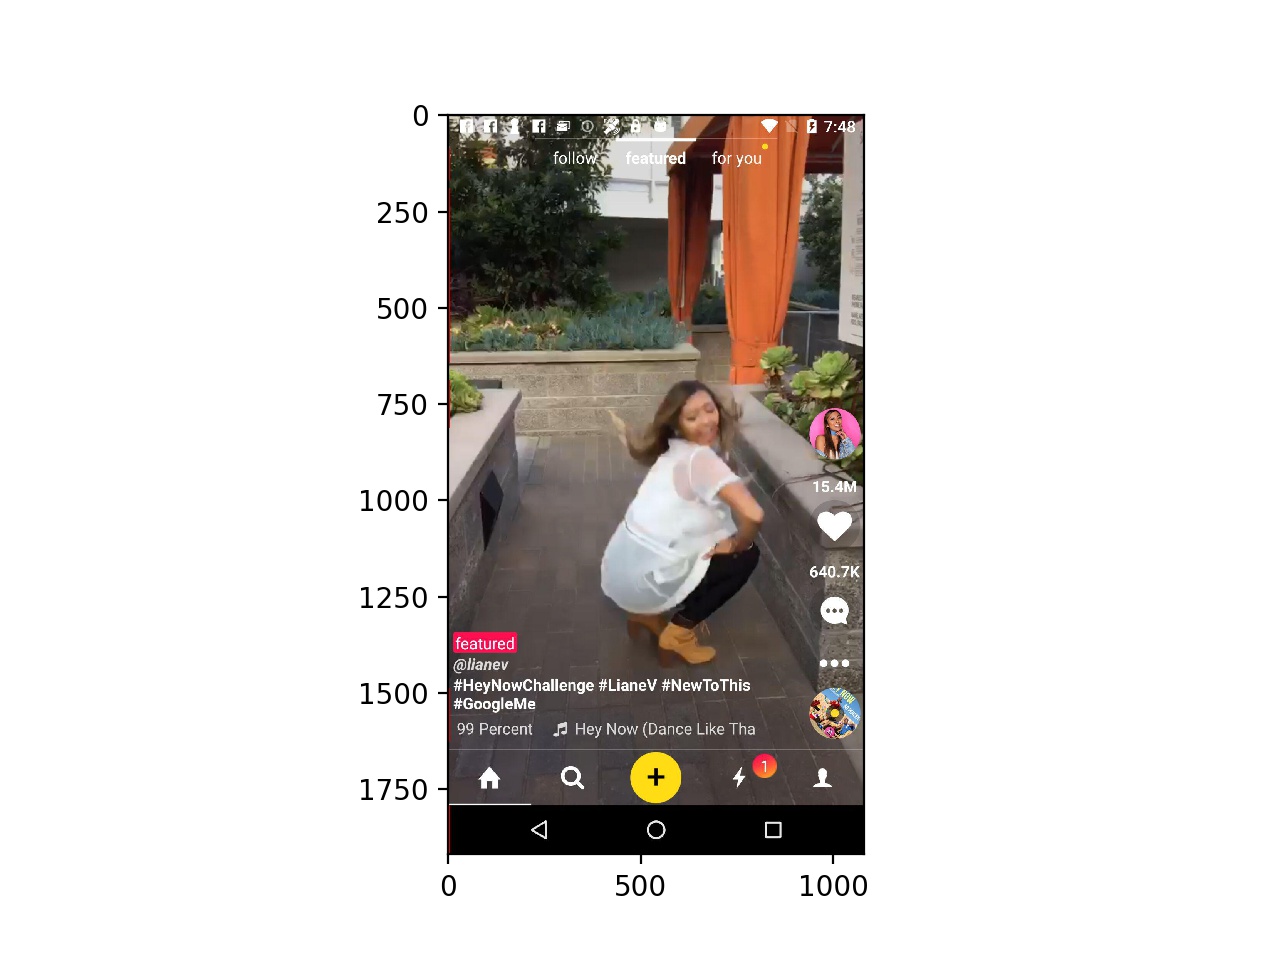 0
250
500
750
1000
1250
1500
1750
0
500
1000
7:48
follow featured for you
15.4M
640.7K
featured
@lianev
#HeyNowChallenge #LianeV #NewToThis
#GoogleMe
99 Percent Hey Now (Dance Like Tha
1